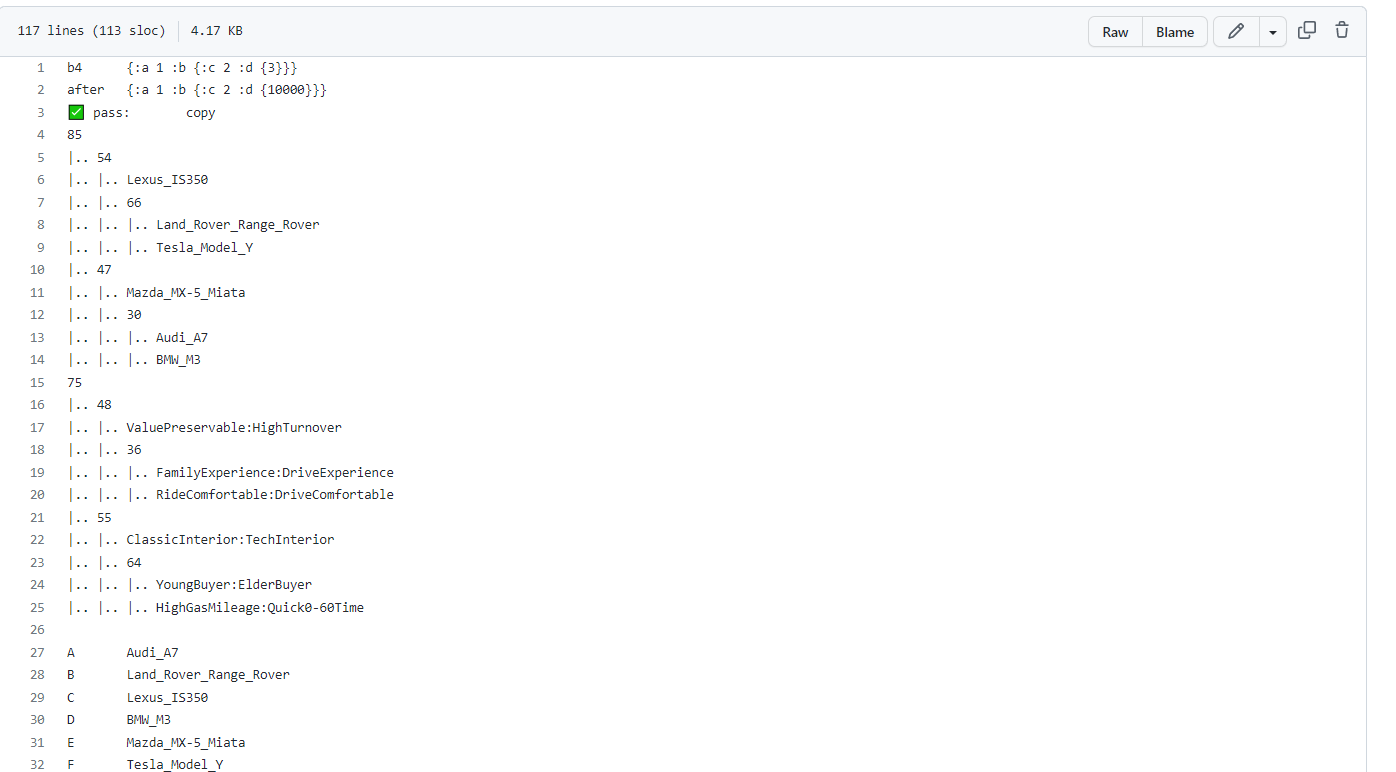 117 lines (113 sloc) 4.17 KB Raw Blame
1 b4 {:a 1 :b {:c 2 :d {3}}}
2 after {:a 1 :b {:c 2 :d {10000}}}
3 ✅ pass: copy
4 85
5 |.. 54
6 |.. |.. Lexus_IS350
7 |.. |.. 66
8 |.. |.. |.. Land_Rover_Range_Rover
9 |.. |.. |.. Tesla_Model_Y
10 |.. 47
11 |.. |.. Mazda_MX-5_Miata
12 |.. |.. 30
13 |.. |.. |.. Audi_A7
14 |.. |.. |.. BMW_M3
15 75
16 |.. 48
17 |.. |.. ValuePreservable:HighTurnover
18 |.. |.. 36
19 |.. |.. |.. FamilyExperience:DriveExperience
20 |.. |.. |.. RideComfortable:DriveComfortable
21 |.. 55
22 |.. |.. ClassicInterior:TechInterior
23 |.. |.. 64
24 |.. |.. |.. YoungBuyer:ElderBuyer
25 |.. |.. |.. HighGasMileage:Quick0-60Time
26
27 A Audi_A7
28 B Land_Rover_Range_Rover
29 C Lexus_IS350
30 D BMW_M3
31 E Mazda_MX-5_Miata
32 F Tesla_Model_Y